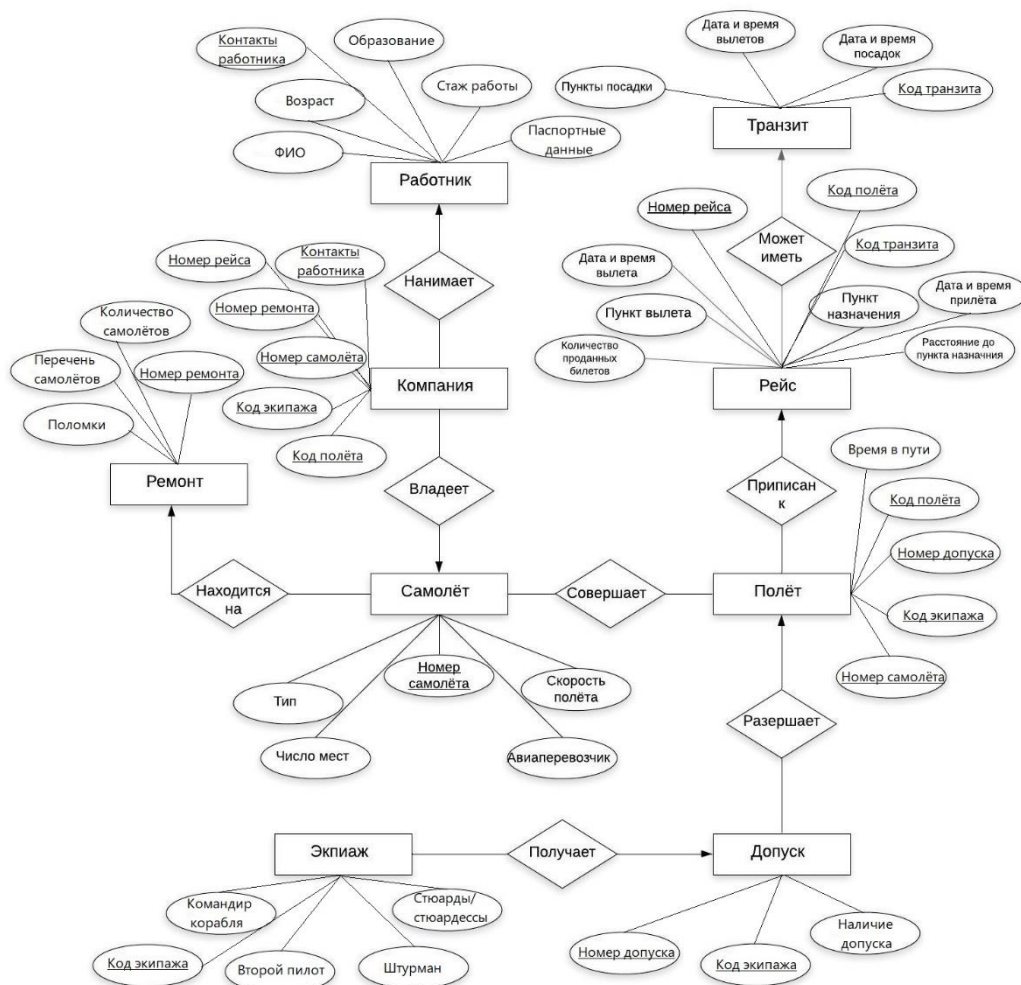 Контакты
работника
Образование
Возраст
Стаж работы
ФИО
Паспортные
данные
Работник
Дата и время
вылетов
Дата и время
посадок
Пункты посадки
Код транзита
Транзит
Номер рейса
Контакты
работника
Нанимает
Номер ремонта
Количество
самолётов
Перечень
самолётов
Номер ремонта
Номер самолёта
Компания
Поломки
Код экипажа
Код полёта
Ремонт
Владеет
Номер рейса
Код полёта
Может
иметь
Код транзита
Дата и время
вылета
Пункт вылета
Пункт
назначения
Дата и время
прилёта
Количество
проданных
билетов
Расстояние до
пункта назначния
Рейс
Время в пути
Приписан
к
Код полёта
Номер допуска
Находится
на
Самолёт
Совершает
Полёт
Код экипажа
Номер самолёта
Тип
Номер
самолёта
Скорость
полёта
Число мест
Авиаперевозчик
Разершает
Экпиаж
Получает
Допуск
Командир
корабля
Стюарды/
стюардессы
Код экипажа
Второй пилот
Штурман
Номер допуска
Код экипажа
Наличие
допуска